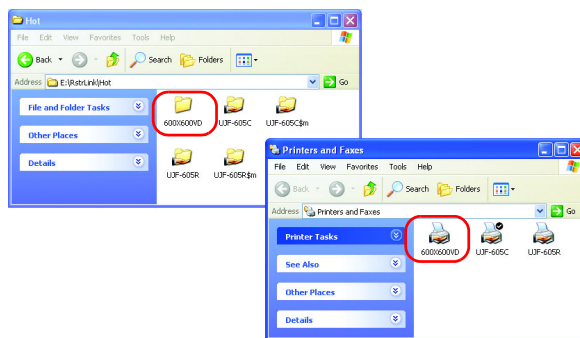 Hot
File Edit View Favorites Tools Help
Back Search Folders
Address E:\RstrLink\Hot Go
File and Folder Tasks
Other Places
Details
600X600VD UJF-605C UJF-605C$m
UJF-605R UJF-605R$m
Printers and Faxes
File Edit View Favorites Tools Help
Back Search Folders
Address Printers and Faxes Go
Printer Tasks
See Also
Other Places
Details
600X600VD UJF-605C UJF-605R